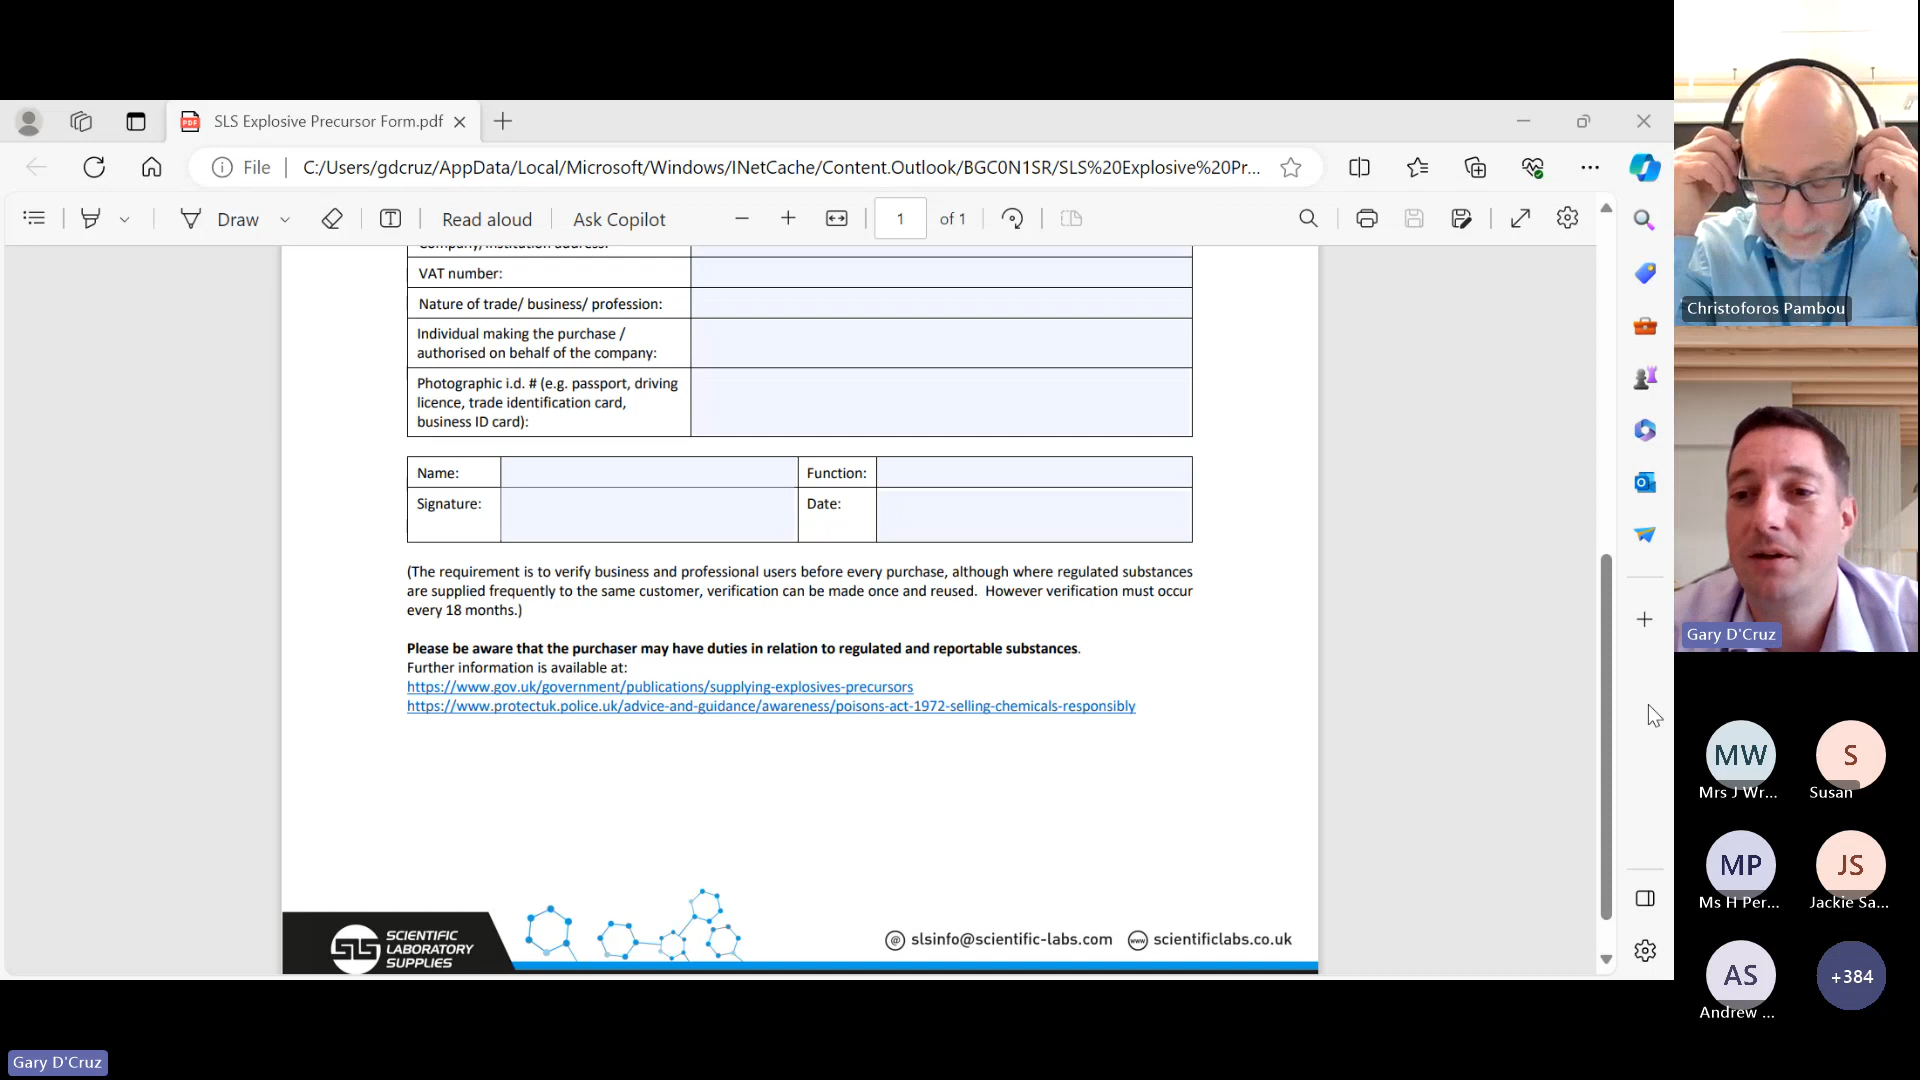 SLS Explosive Precursor Form.pdf
File
C:/Users/gdcruz/AppData/Local/Microsoft/Windows/INetCache/Content.Outlook/BGC0N1SR/SLS%20Explosive%20Pr...
Draw
Read aloud
Ask Copilot
1
of 1
Company/institution address:
VAT number:
Nature of trade/ business/ profession:
Individual making the purchase /
authorised on behalf of the company:
Photographic i.d. # (e.g. passport, driving
licence, trade identification card,
business ID card):
Name:
Function:
Signature:
Date:
(The requirement is to verify business and professional users before every purchase, although where regulated substances
are supplied frequently to the same customer, verification can be made once and reused. However verification must occur
every 18 months.)
Please be aware that the purchaser may have duties in relation to regulated and reportable substances.
Further information is available at:
https://www.gov.uk/government/publications/supplying-explosives-precursors
https://www.protectuk.police.uk/advice-and-guidance/awareness/poisons-act-1972-selling-chemicals-responsibly
SLS
SCIENTIFIC
LABORATORY
SUPPLIES
slsinfo@scientific-labs.com
www
scientificlabs.co.uk
Christoforos Pambou
Gary D'Cruz
MW
Mrs J Wr...
S
Susan
MP
Ms H Per...
JS
Jackie Sa...
AS
Andrew ...
+384
Gary D'Cruz